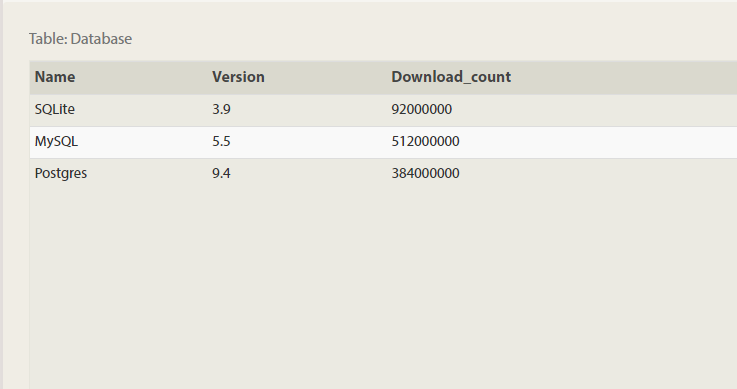 Table: Database
Name Version Download_count
SQLite 3.9 92000000
MySQL 5.5 512000000
Postgres 9.4 384000000